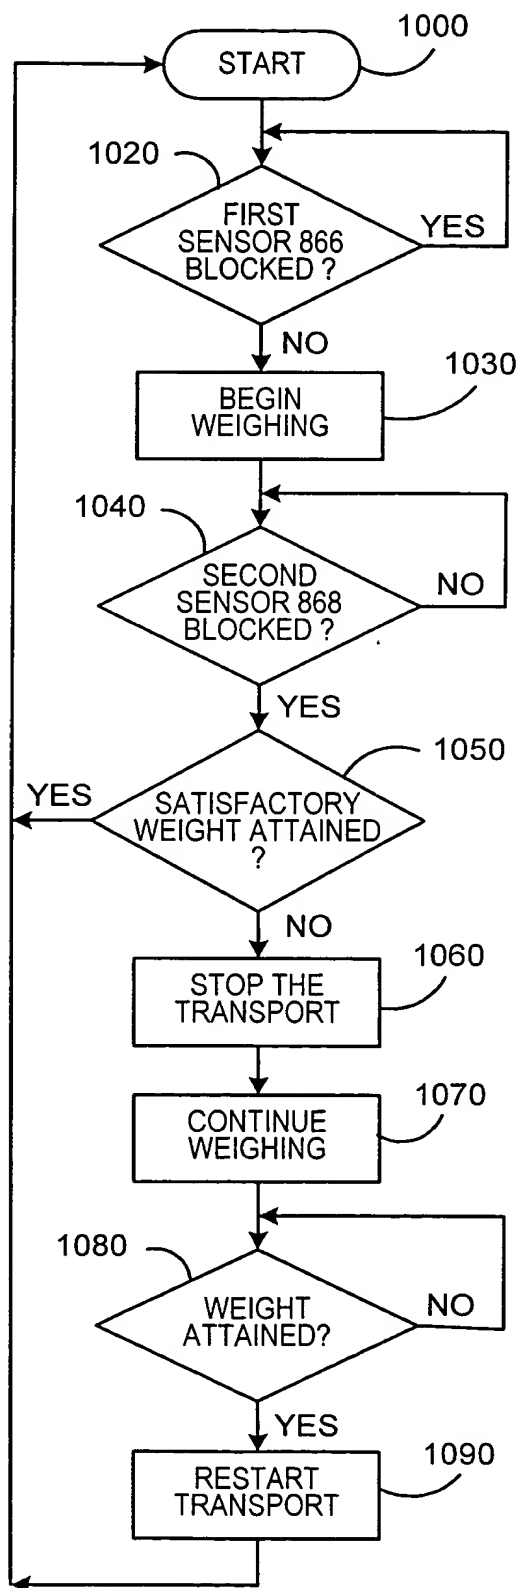 1000
START
1020
FIRST
SENSOR 866
BLOCKED ?
YES
NO
1030
BEGIN
WEIGHING
1040
SECOND
SENSOR 868
BLOCKED ?
NO
YES
1050
YES
SATISFACTORY
WEIGHT ATTAINED
?
NO
1060
STOP THE
TRANSPORT
1070
CONTINUE
WEIGHING
1080
WEIGHT
ATTAINED?
NO
YES
1090
RESTART
TRANSPORT